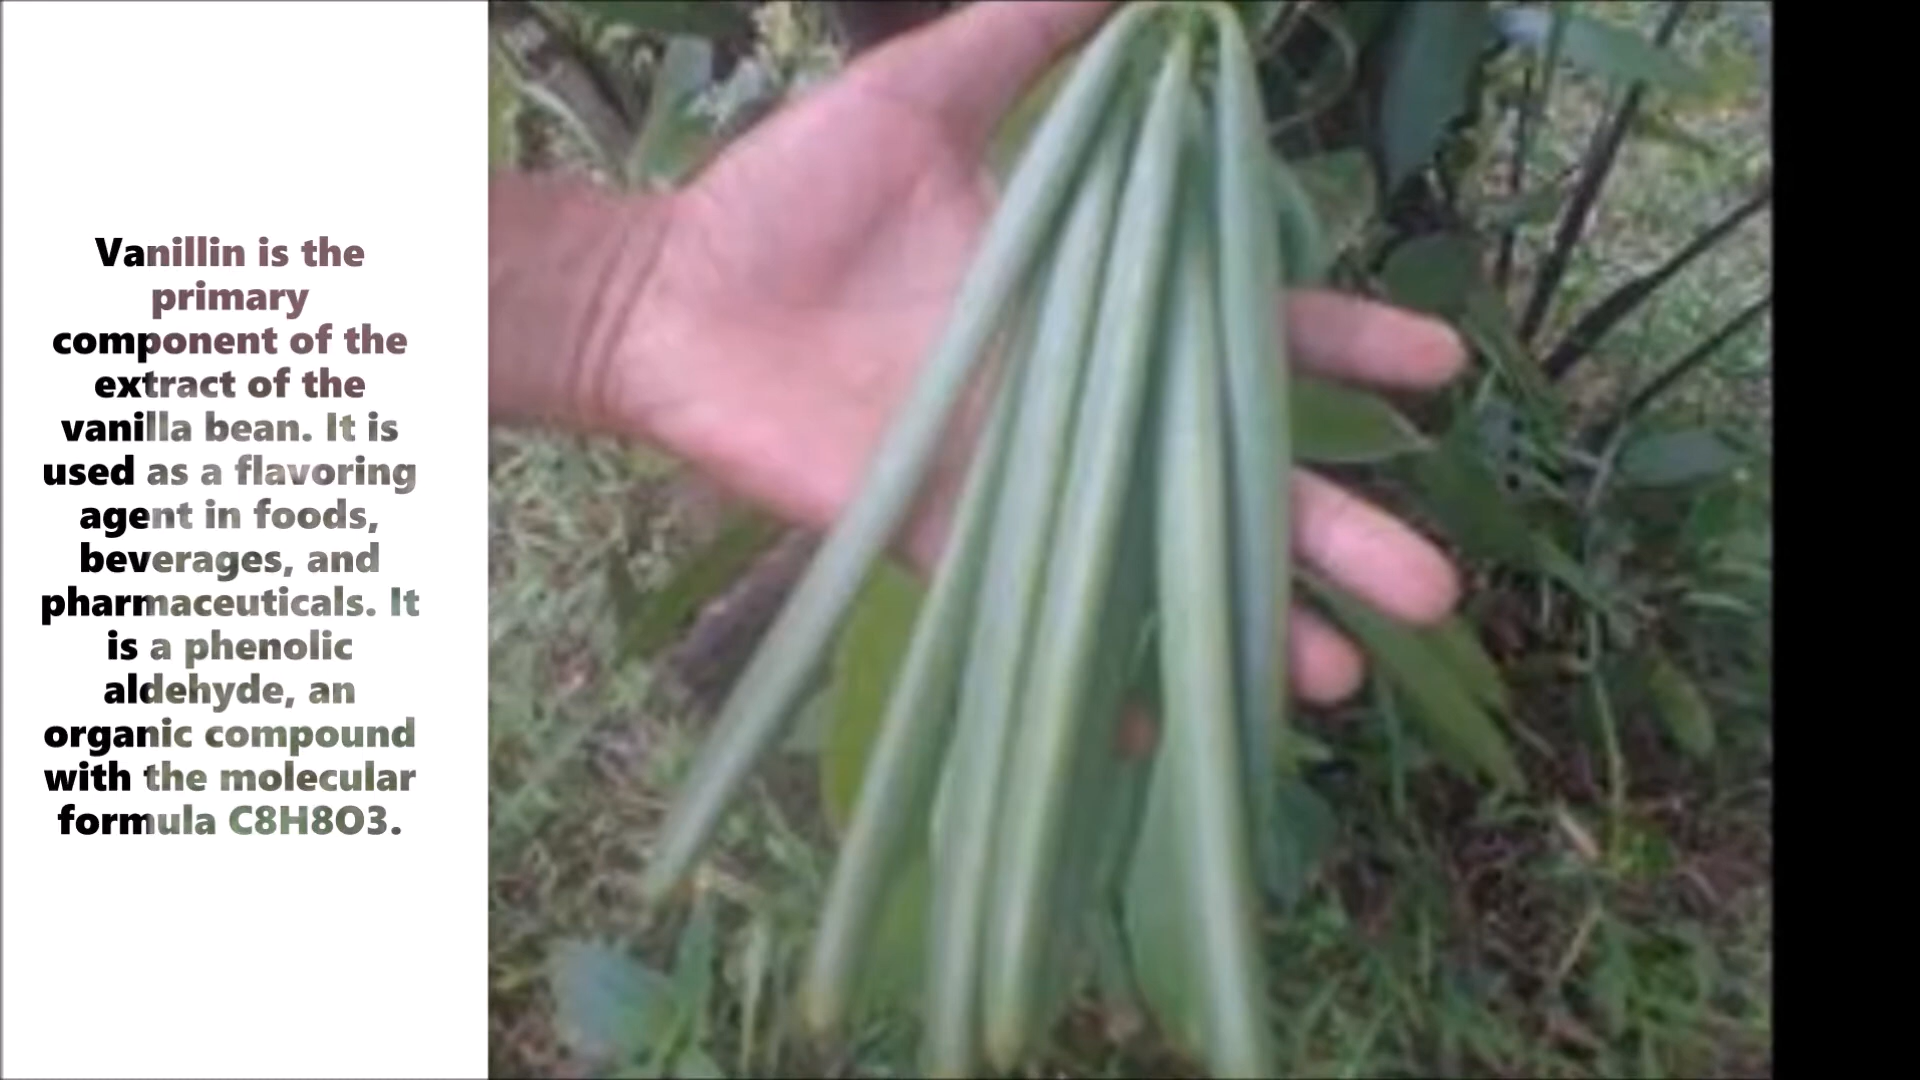 Vanillin is the
primary
component of the
extract of the
vanilla bean. It is
used as a flavoring
agent in foods,
beverages, and
pharmaceuticals. It
is a phenolic
aldehyde, an
organic compound
with the molecular
formula C8H8O3.